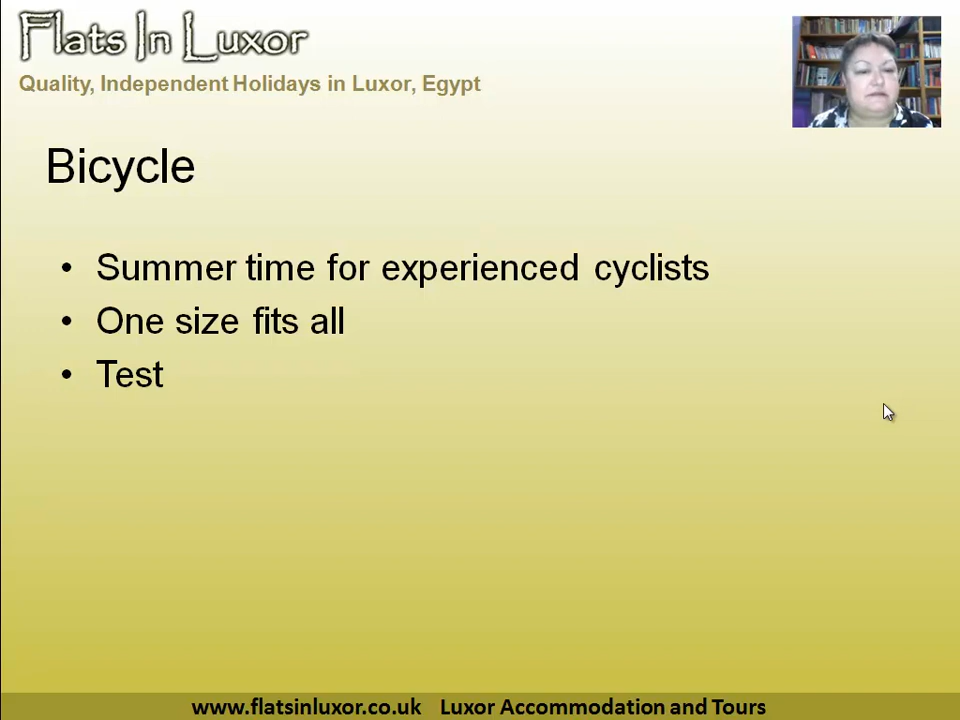 Flats In Luxor
Quality, Independent Holidays in Luxor, Egypt
Bicycle
• Summer time for experienced cyclists
• One size fits all
• Test
www.flatsinluxor.co.uk Luxor Accommodation and Tours